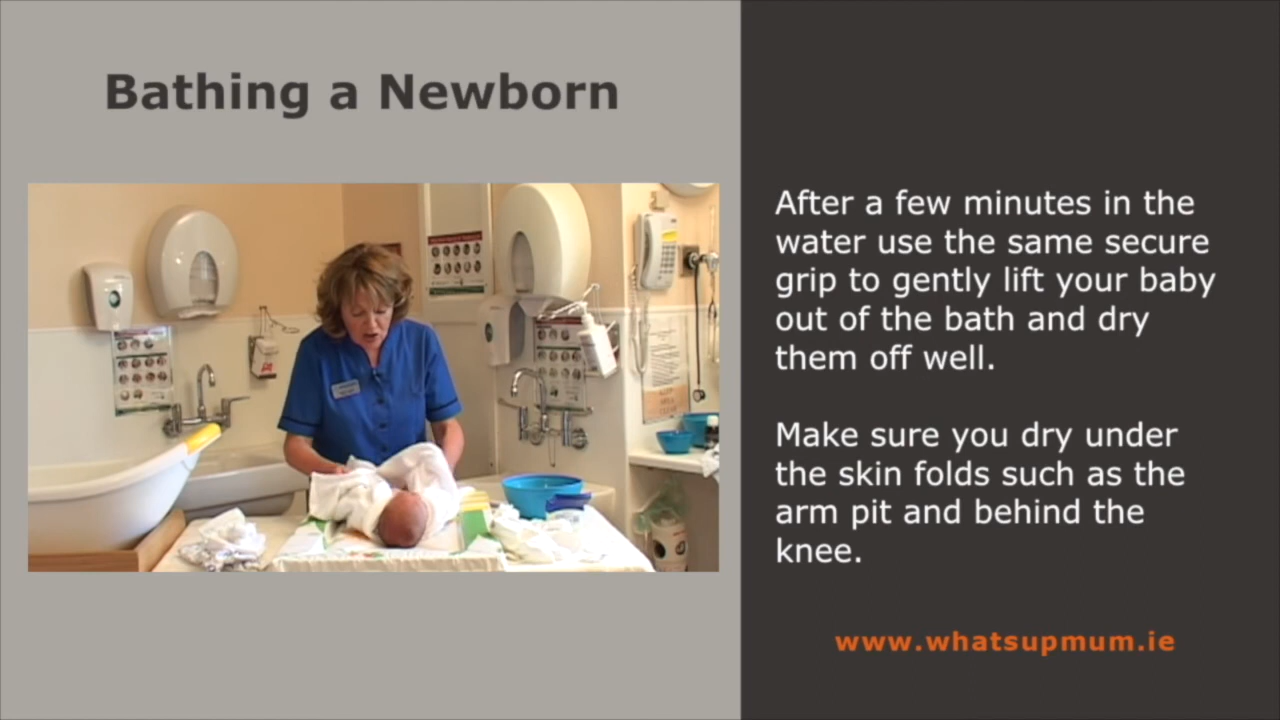 Bathing a Newborn
After a few minutes in the
water use the same secure
grip to gently lift your baby
out of the bath and dry
them off well.
Make sure you dry under
the skin folds such as the
arm pit and behind the
knee.
www.whatsupmum.ie